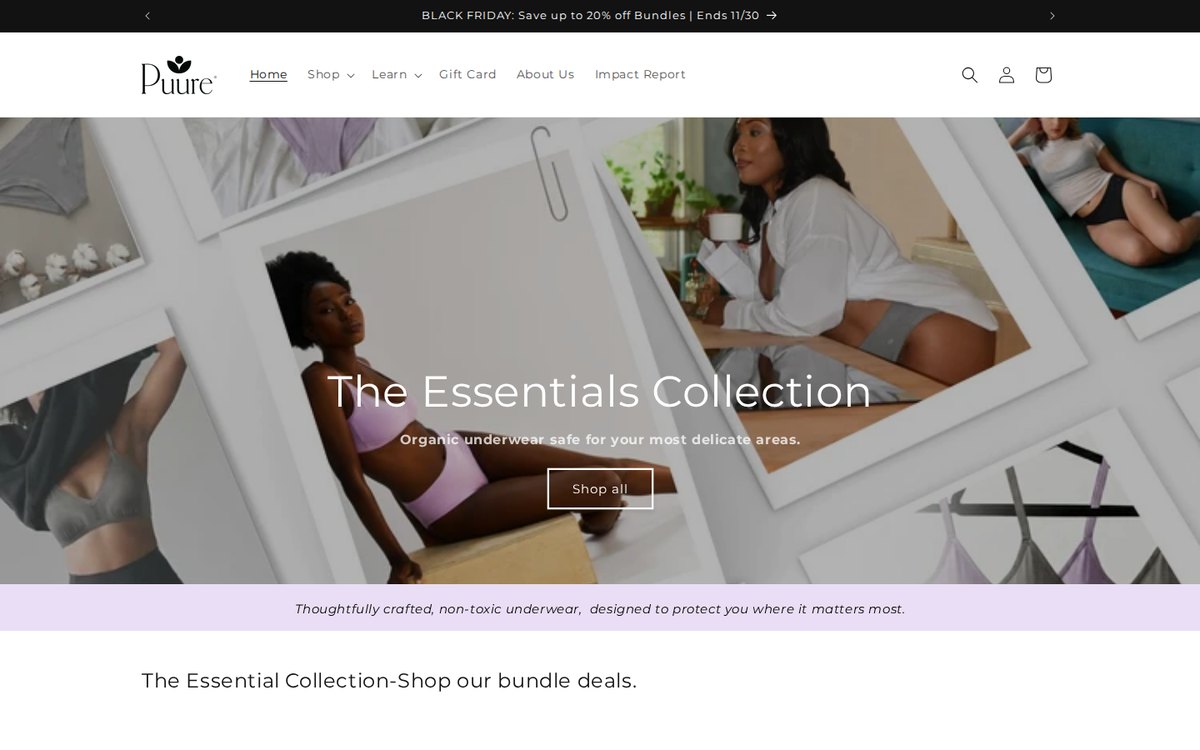 BLACK FRIDAY: Save up to 20% off Bundles | Ends 11/30 →
Puure
Home Shop Learn Gift Card About Us Impact Report
The Essentials Collection
Organic underwear safe for your most delicate areas.
Shop all
Thoughtfully crafted, non-toxic underwear, designed to protect you where it matters most.
The Essential Collection-Shop our bundle deals.